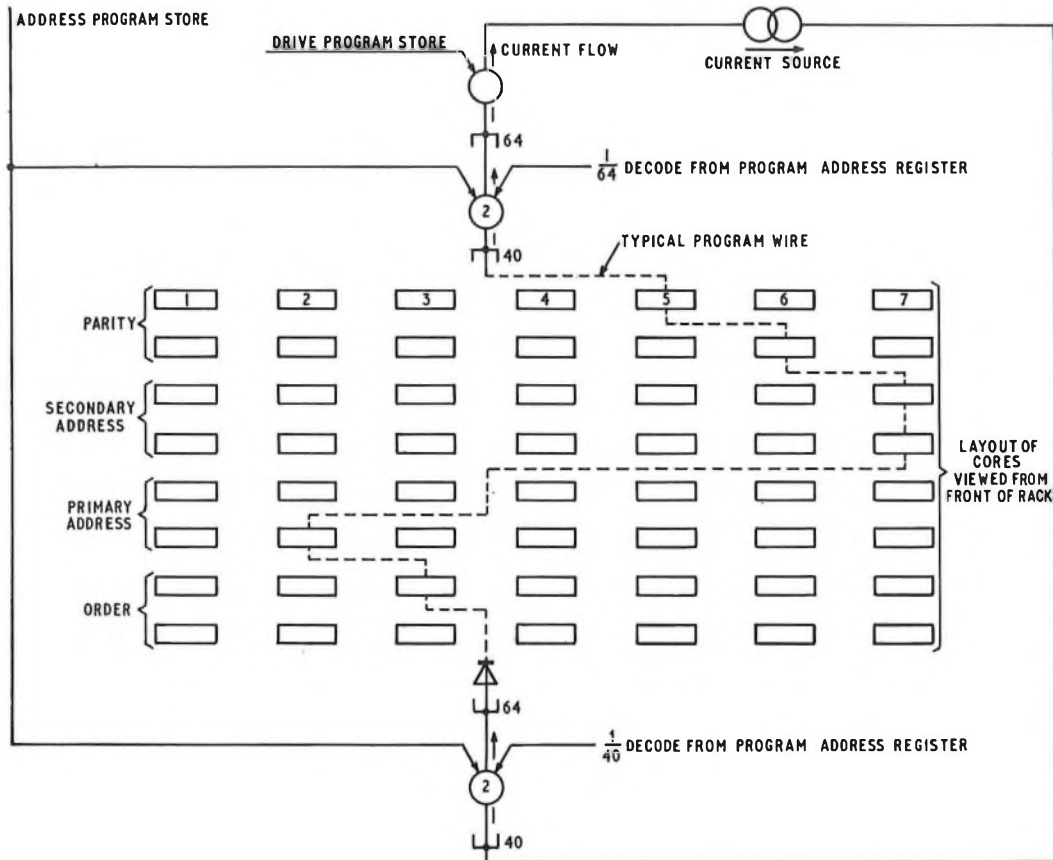 ADDRESS PROGRAM STORE
DRIVE PROGRAM STORE
CURRENT FLOW
CURRENT SOURCE
64
1/64 DECODE FROM PROGRAM ADDRESS REGISTER
2
40
TYPICAL PROGRAM WIRE
1 2 3 4 5 6 7
PARITY
SECONDARY
ADDRESS
PRIMARY
ADDRESS
ORDER
LAYOUT OF
CORES
VIEWED FROM
FRONT OF RACK
64
1/40 DECODE FROM PROGRAM ADDRESS REGISTER
2
40